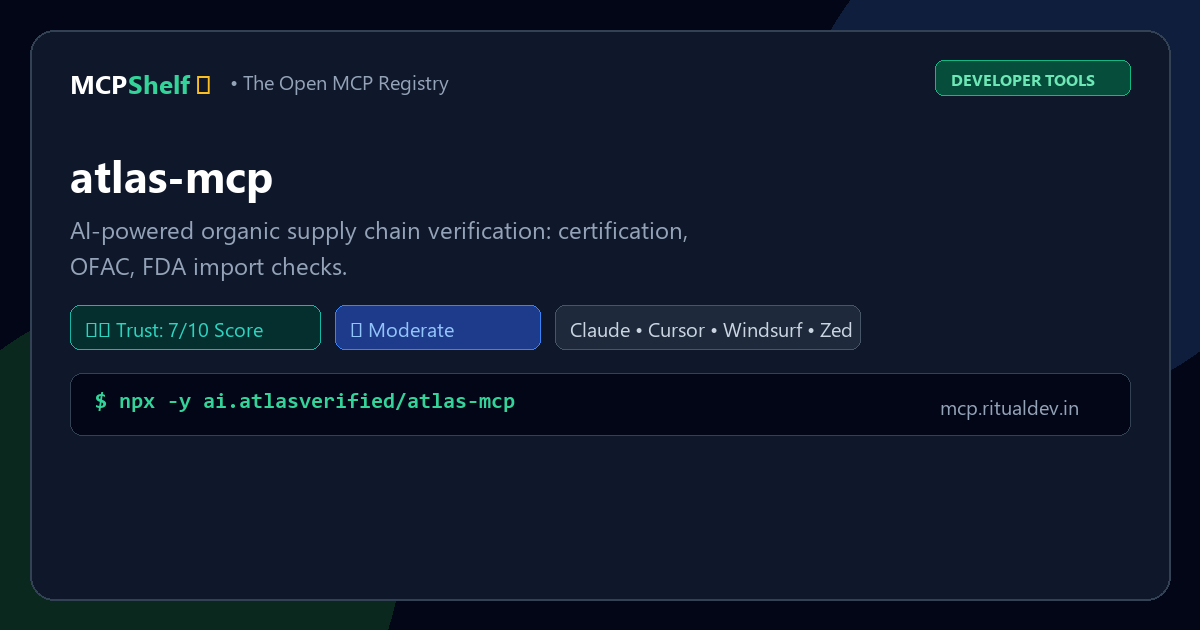 MCPShelf • The Open MCP Registry
DEVELOPER TOOLS
atlas-mcp
AI-powered organic supply chain verification: certification,
OFAC, FDA import checks.
Trust: 7/10 Score
Moderate
Claude • Cursor • Windsurf • Zed
$ npx -y ai.atlasverified/atlas-mcp
mcp.ritualdev.in